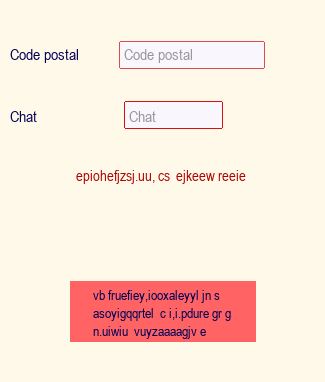 Code postal Code postal
Chat Chat
epiohefjzsj.uu, cs ejkeew reeie
vb fruefiey,iooxaleyyl jn s
asoyigqqrtel c i,i.pdure gr g
n.uiwiu vuyzaaaagjv e